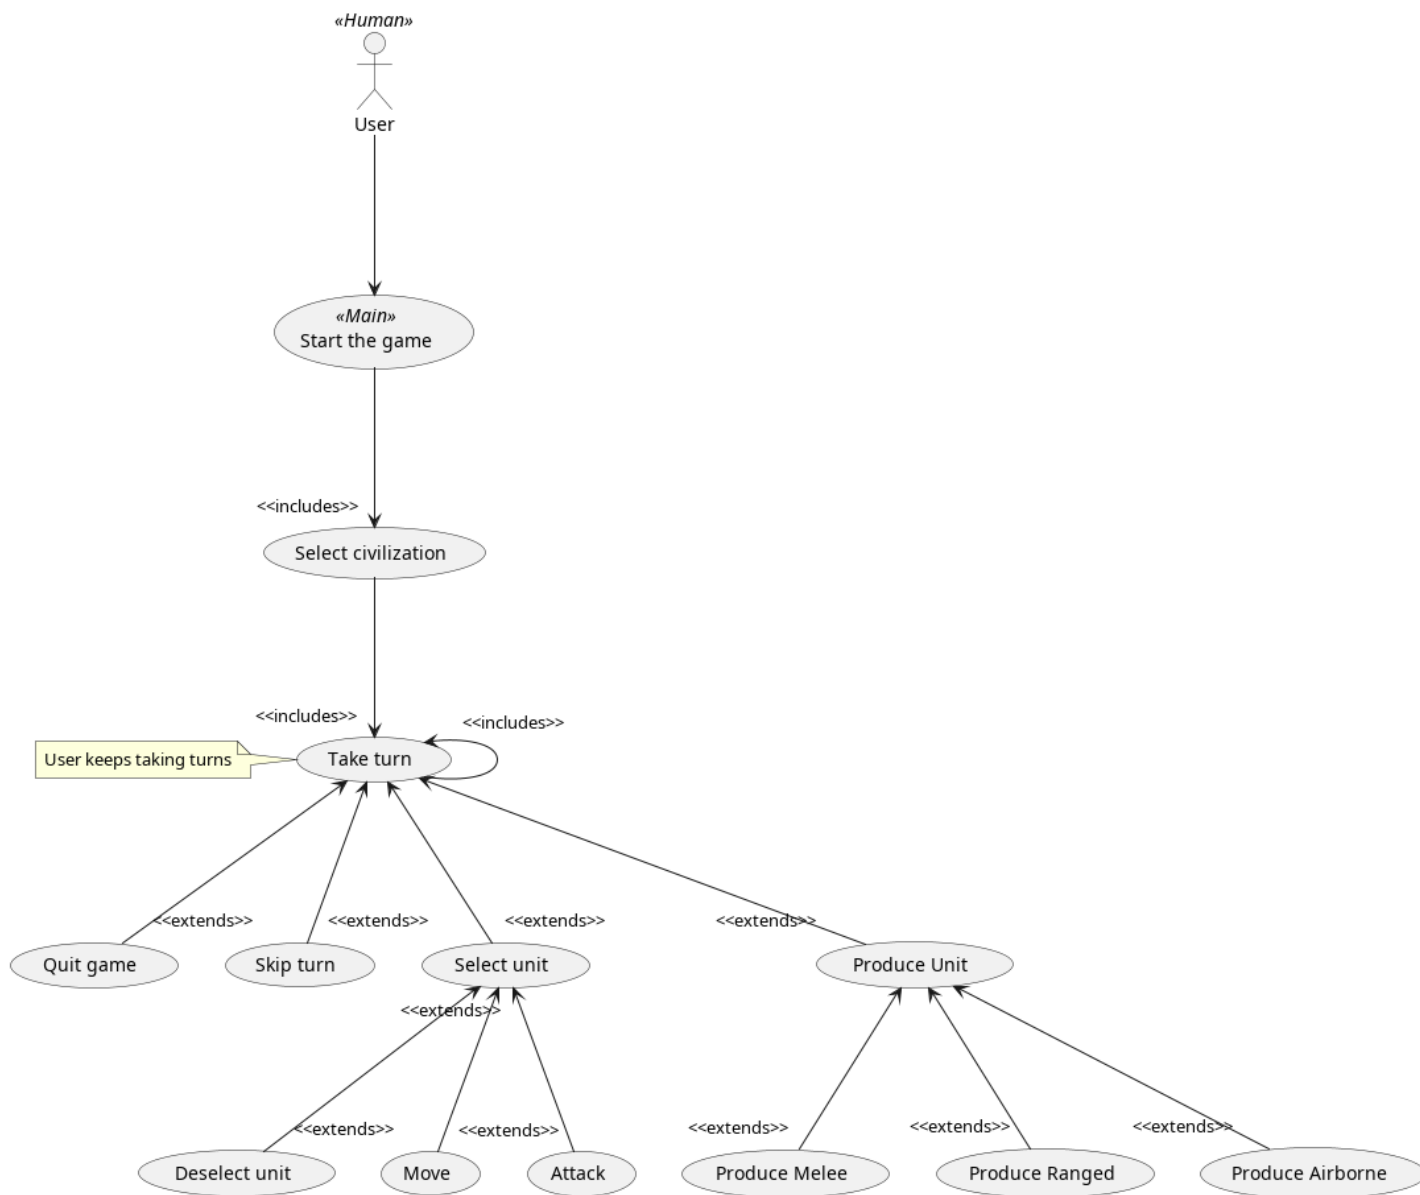 «Human»
User
«Main»
Start the game
<<includes>>
Select civilization
<<includes>>
<<includes>>
User keeps taking turns
Take turn
<<extends>>
<<extends>>
<<extends>>
<<extends>>
Quit game
Skip turn
Select unit
Produce Unit
<<extends>>
<<extends>>
<<extends>>
<<extends>>
<<extends>>
<<extends>>
Deselect unit
Move
Attack
Produce Melee
Produce Ranged
Produce Airborne